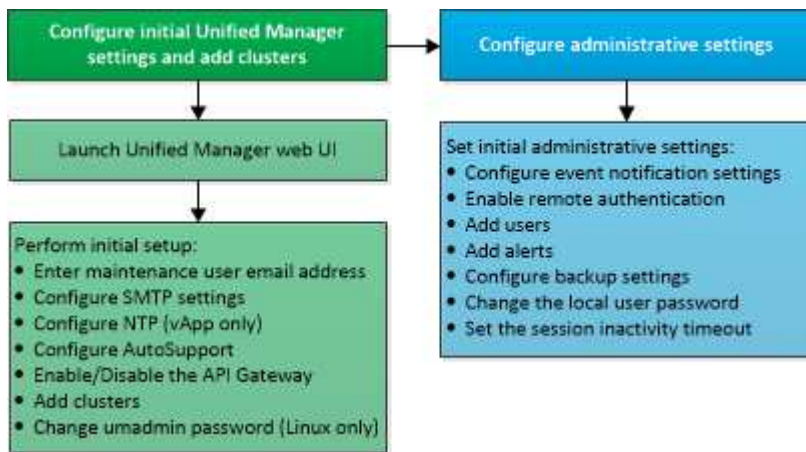 Configure initial Unified Manager
settings and add clusters
Launch Unified Manager web UI
Perform initial setup:
• Enter maintenance user email address
• Configure SMTP settings
• Configure NTP (vApp only)
• Configure AutoSupport
• Enable/Disable the API Gateway
• Add clusters
• Change umadmin password (Linux only)
Configure administrative settings
Set initial administrative settings:
• Configure event notification settings
• Enable remote authentication
• Add users
• Add alerts
• Configure backup settings
• Change the local user password
• Set the session inactivity timeout